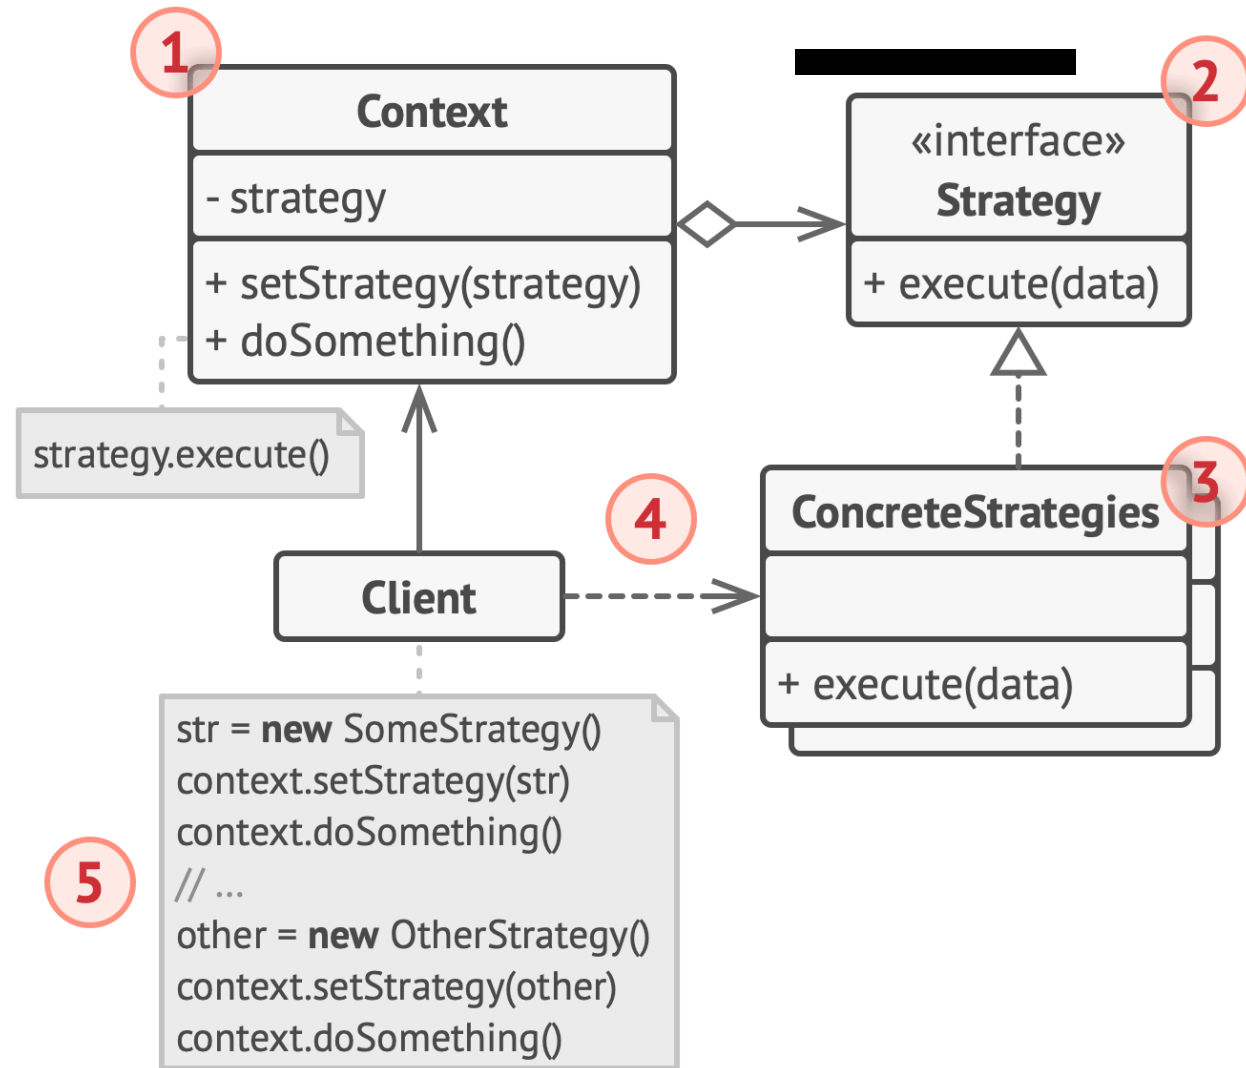 1
Context
- strategy
+ setStrategy(strategy)
+ doSomething()
strategy.execute()
2
«interface»
Strategy
+ execute(data)
3
ConcreteStrategies
+ execute(data)
4
Client
5
str = new SomeStrategy()
context.setStrategy(str)
context.doSomething()
// ...
other = new OtherStrategy()
context.setStrategy(other)
context.doSomething()